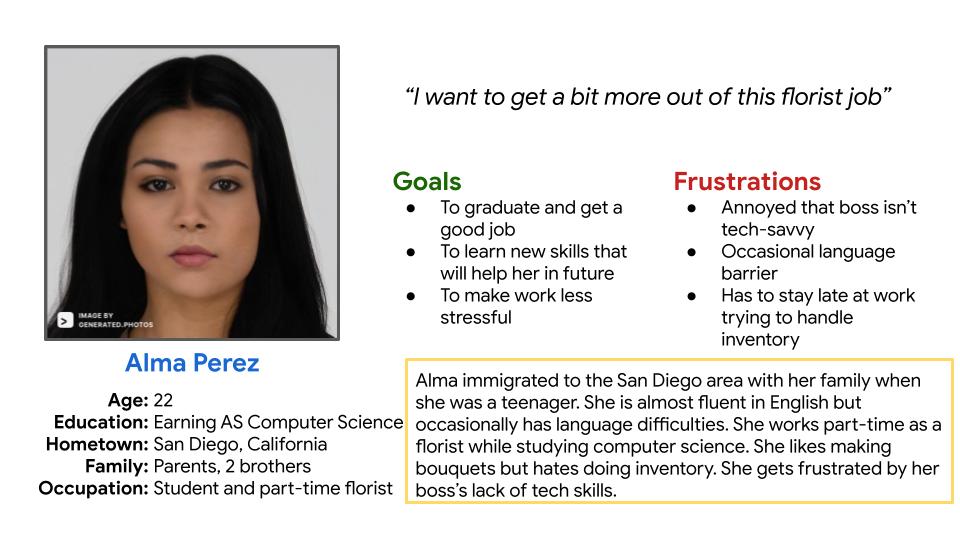 IMAGE BY
GENERATED.PHOTOS
Alma Perez
Age: 22
Education: Earning AS Computer Science
Hometown: San Diego, California
Family: Parents, 2 brothers
Occupation: Student and part-time florist
“I want to get a bit more out of this florist job”
Goals
● To graduate and get a
good job
● To learn new skills that
will help her in future
● To make work less
stressful
Frustrations
● Annoyed that boss isn’t
tech-savvy
● Occasional language
barrier
● Has to stay late at work
trying to handle
inventory
Alma immigrated to the San Diego area with her family when
she was a teenager. She is almost fluent in English but
occasionally has language difficulties. She works part-time as a
florist while studying computer science. She likes making
bouquets but hates doing inventory. She gets frustrated by her
boss’s lack of tech skills.